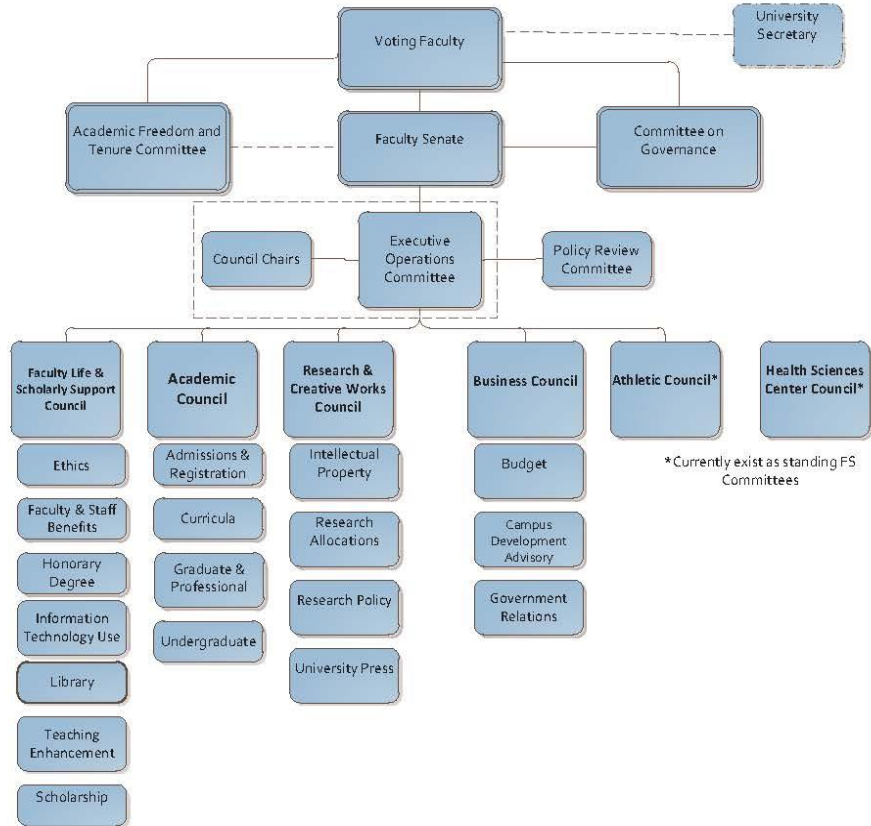 Voting Faculty
University
Secretary
Academic Freedom and
Tenure Committee
Faculty Senate
Committee on
Governance
Council Chairs
Executive
Operations
Committee
Policy Review
Committee
Faculty Life &
Scholarly Support
Council
Academic
Council
Research &
Creative Works
Council
Business Council
Athletic Council*
Health Sciences
Center Council*
Ethics
Faculty & Staff
Benefits
Honorary
Degree
Information
Technology Use
Library
Teaching
Enhancement
Scholarship
Admissions &
Registration
Curricula
Graduate &
Professional
Undergraduate
Intellectual
Property
Research
Allocations
Research Policy
University Press
Budget
Campus
Development
Advisory
Government
Relations
*Currently exist as standing FS
Committees